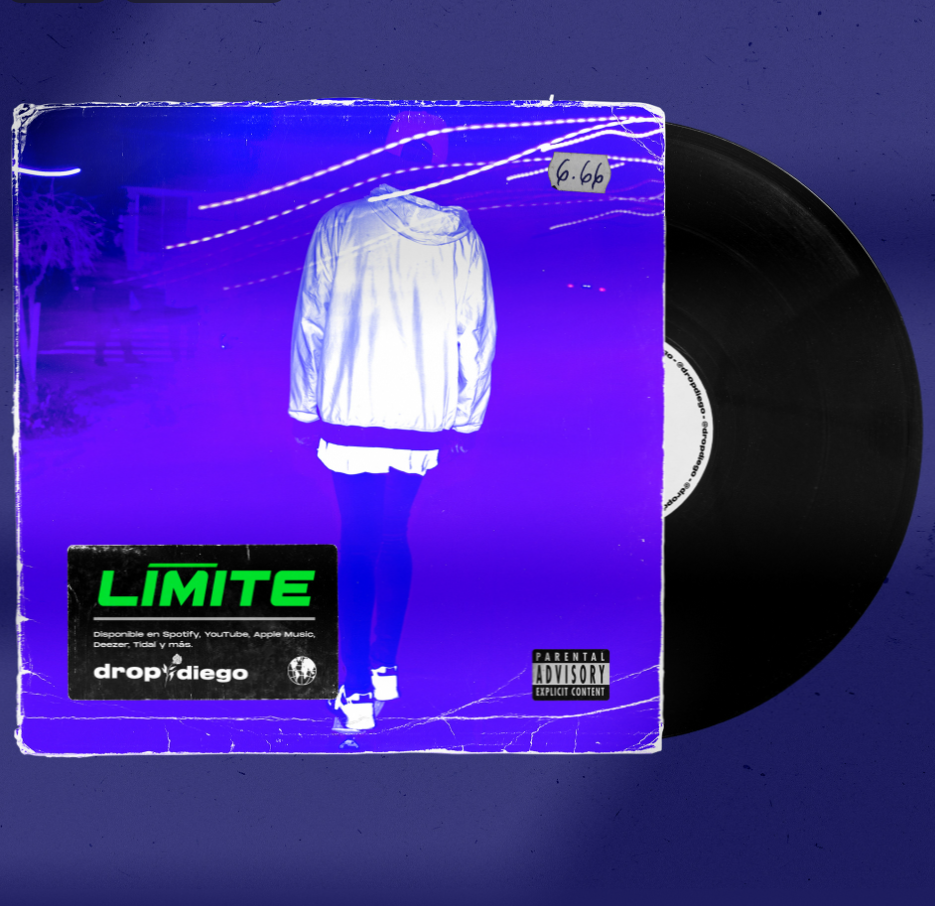 6.66
LÍMITE
Disponible en Spotify, YouTube, Apple Music,
Deezer, Tidal y más.
drop diego
PARENTAL
ADVISORY
EXPLICIT CONTENT
@dropdiego - @dropdiego -